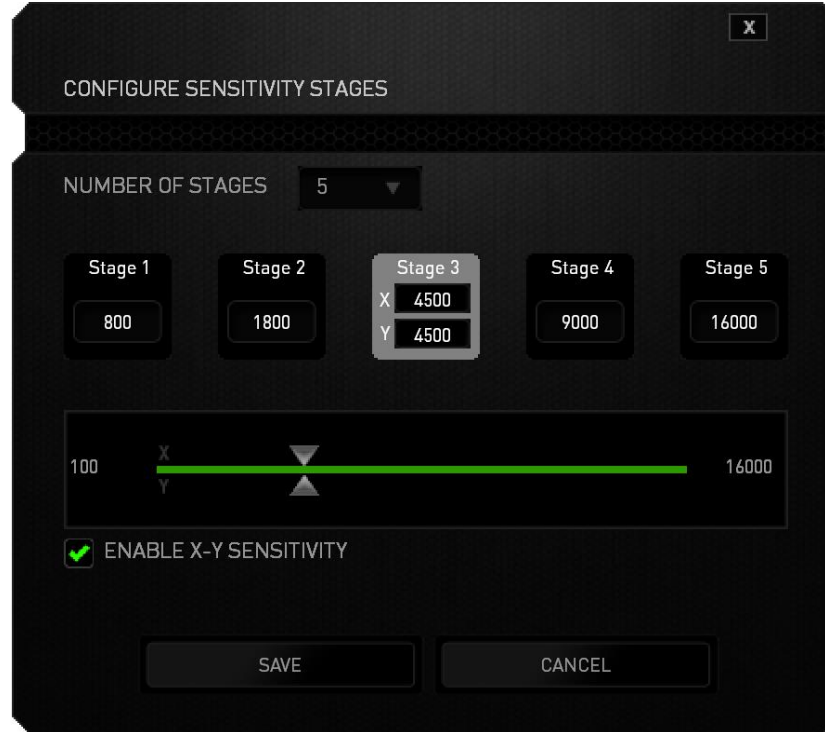 X
CONFIGURE SENSITIVITY STAGES
NUMBER OF STAGES 5
Stage 1 Stage 2 Stage 3 Stage 4 Stage 5
X 4500
800 1800 9000 16000
Y 4500
X
100 16000
Y
ENABLE X-Y SENSITIVITY
SAVE CANCEL